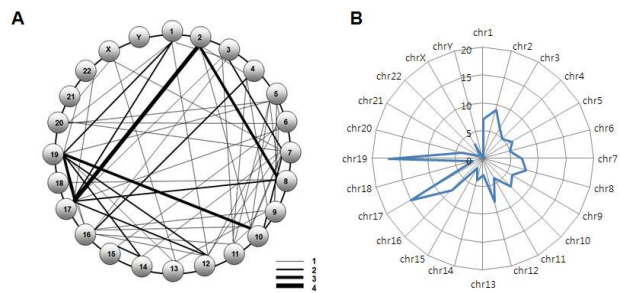 A
1
2
3
4
5
6
7
8
9
10
11
12
13
14
15
16
17
18
19
20
21
22
X
Y
1
2
3
4
B
chr1
chr2
chr3
chr4
chr5
chr6
chr7
chr8
chr9
chr10
chr11
chr12
chr13
chr14
chr15
chr16
chr17
chr18
chr19
chr20
chr21
chr22
chrX
chrY
20
15
10
5
0